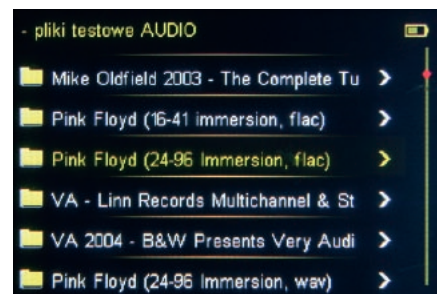 - pliki testowe AUDIO
Mike Oldfield 2003 - The Complete Tu
Pink Floyd (16-41 immersion, flac)
Pink Floyd (24-96 Immersion, flac)
VA - Linn Records Multichannel & St
VA 2004 - B&W Presents Very Audi
Pink Floyd (24-96 Immersion, wav)